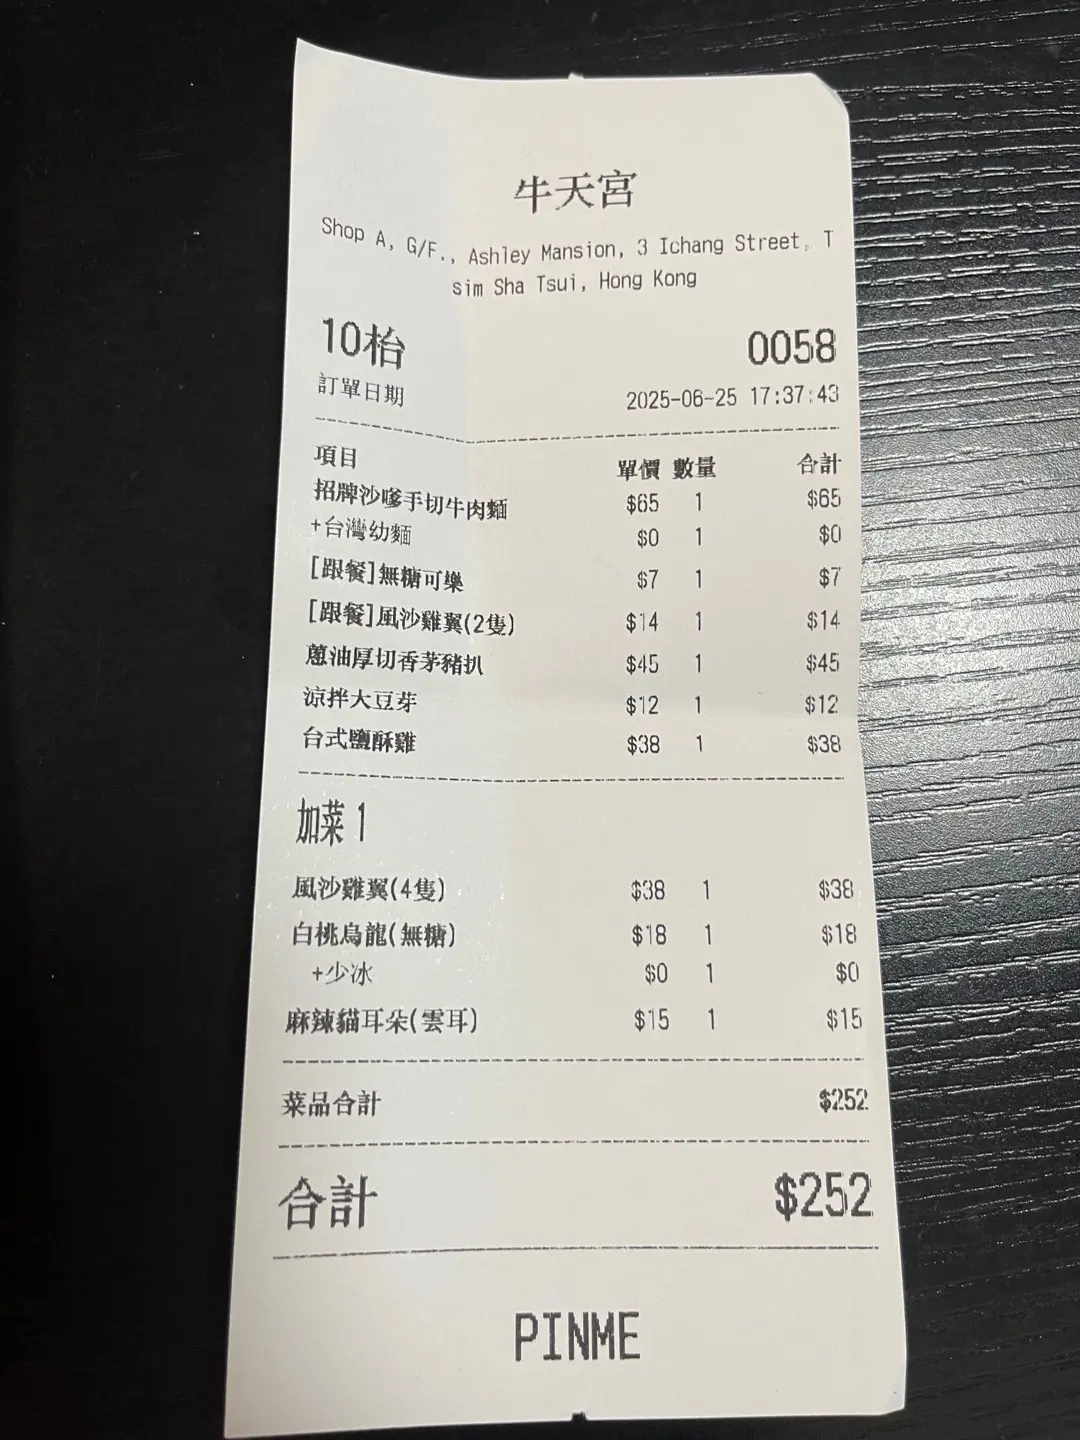 牛天宮
Shop A, G/F., Ashley Mansion, 3 Ichang Street, T
sim Sha Tsui, Hong Kong
10枱 0058
訂單日期 2025-06-25 17:37:43
項目 單價 數量 合計
招牌沙嗲手切牛肉麵 $65 1 $65
+台灣幼麵 $0 1 $0
[跟餐]無糖可樂 $7 1 $7
[跟餐]風沙雞翼(2隻) $14 1 $14
蔥油厚切香茅豬扒 $45 1 $45
涼拌大豆芽 $12 1 $12
台式鹽酥雞 $38 1 $38
加菜 1
風沙雞翼(4隻) $38 1 $38
白桃烏龍(無糖) $18 1 $18
+少冰 $0 1 $0
麻辣貓耳朵(雲耳) $15 1 $15
菜品合計 $252
合計 $252
PINME